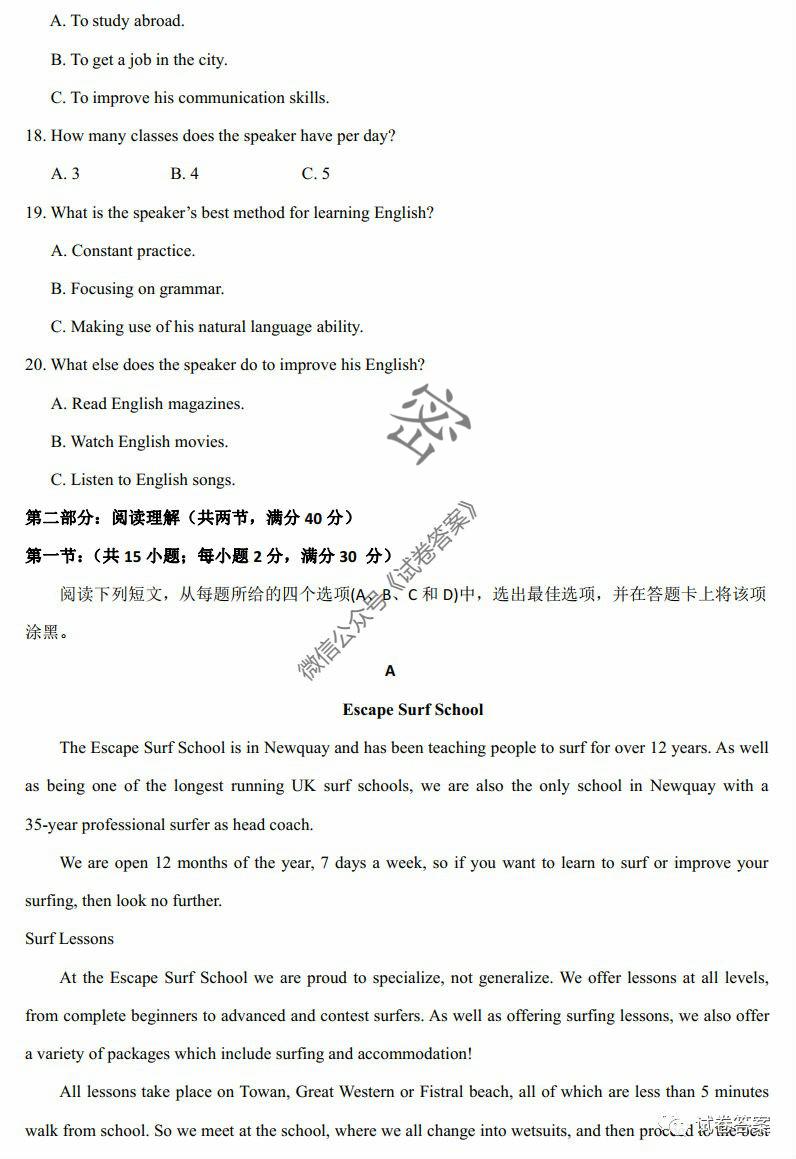 A. To study abroad.
B. To get a job in the city.
C. To improve his communication skills.
18. How many classes does the speaker have per day?
A. 3 B. 4 C. 5
19. What is the speaker's best method for learning English?
A. Constant practice.
B. Focusing on grammar.
C. Making use of his natural language ability.
20. What else does the speaker do to improve his English?
A. Read English magazines.
B. Watch English movies.
C. Listen to English songs.
密
微信公众号《试卷答案》
第二部分：阅读理解（共两节，满分 40 分）
第一节：（共 15 小题；每小题 2 分，满分 30 分）
阅读下列短文，从每题所给的四个选项(A、B、C 和 D)中，选出最佳选项，并在答题卡上将该项
涂黑。
A
Escape Surf School
The Escape Surf School is in Newquay and has been teaching people to surf for over 12 years. As well
as being one of the longest running UK surf schools, we are also the only school in Newquay with a
35-year professional surfer as head coach.
We are open 12 months of the year, 7 days a week, so if you want to learn to surf or improve your
surfing, then look no further.
Surf Lessons
At the Escape Surf School we are proud to specialize, not generalize. We offer lessons at all levels,
from complete beginners to advanced and contest surfers. As well as offering surfing lessons, we also offer
a variety of packages which include surfing and accommodation!
All lessons take place on Towan, Great Western or Fistral beach, all of which are less than 5 minutes
walk from school. So we meet at the school, where we all change into wetsuits, and then proceed to the best
试卷答案